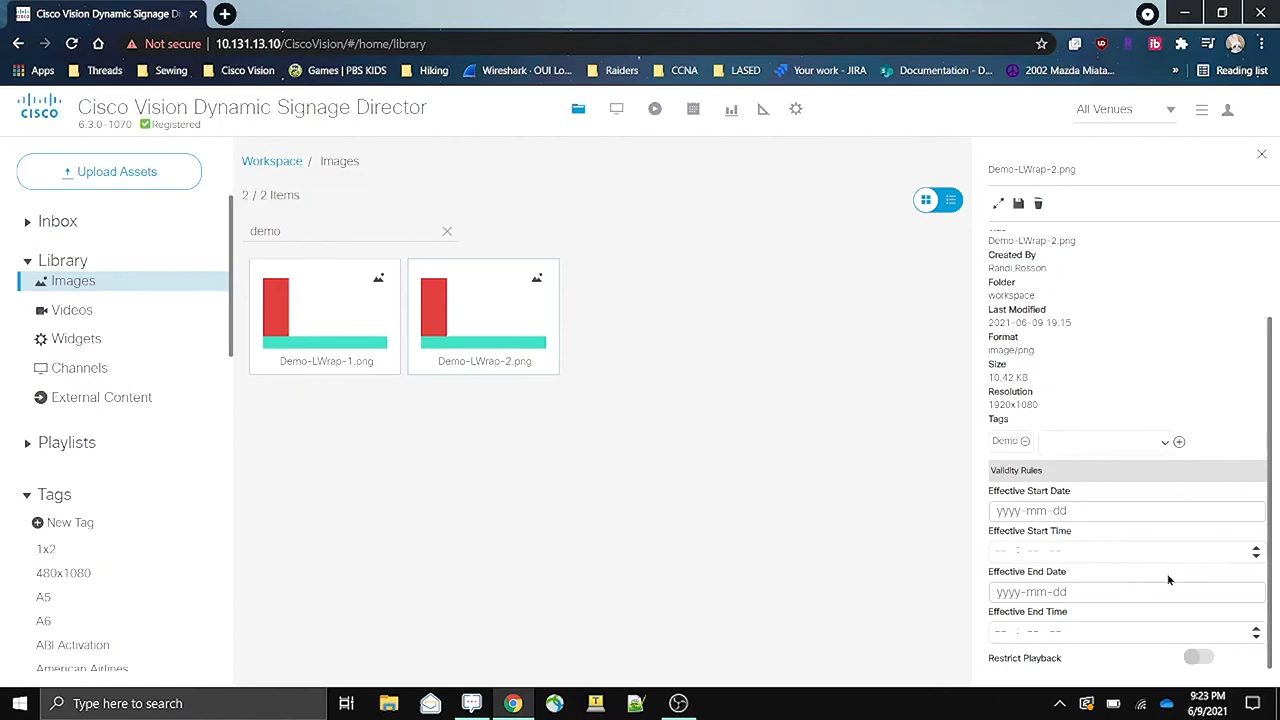 Cisco Vision Dynamic Signage Di
Not secure
10.131.13.10/CiscoVision/#/home/library
Apps
Threads
Sewing
Cisco Vision
Games | PBS KIDS
Hiking
Wireshark · OUI Lo...
Raiders
CCNA
LASED
Your work - JIRA
Documentation - D...
2002 Mazda Miata...
»
Reading list
CISCO
Cisco Vision Dynamic Signage Director
6.3.0-1070
Registered
All Venues
Upload Assets
Inbox
Library
Images
Videos
Widgets
Channels
External Content
Playlists
Tags
New Tag
1x2
480x1080
A5
A6
ABI Activation
American Airlines
Workspace / Images
2 / 2 Items
demo
Demo-LWrap-1.png
Demo-LWrap-2.png
Demo-LWrap-2.png
Demo-LWrap-2.png
Created By
Randi.Rosson
Folder
workspace
Last Modified
2021-06-09 19:15
Format
image/png
Size
10.42 KB
Resolution
1920x1080
Tags
Demo
Validity Rules
Effective Start Date
yyyy-mm-dd
Effective Start Time
-- : -- --
Effective End Date
yyyy-mm-dd
Effective End Time
-- : -- --
Restrict Playback
Type here to search
9:23 PM
6/9/2021